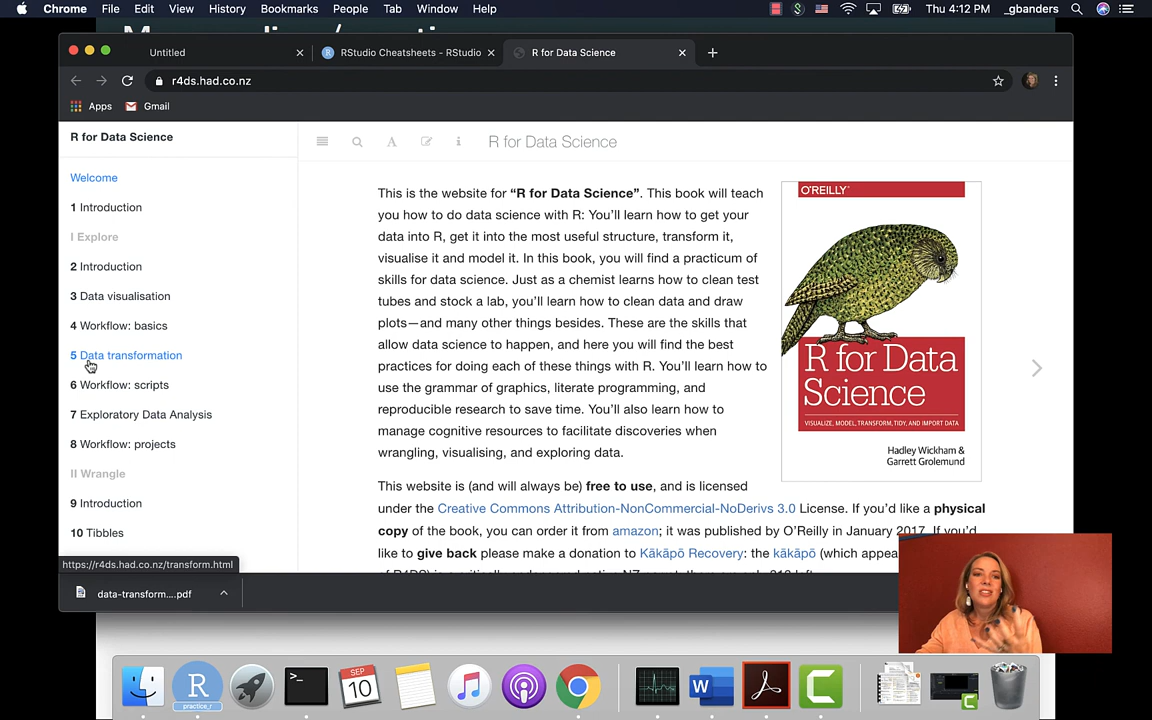 Chrome File Edit View History Bookmarks People Tab Window Help
Thu 4:12 PM _gbanders
Untitled
RStudio Cheatsheets - RStudio
R for Data Science
r4ds.had.co.nz
Apps Gmail
R for Data Science
Welcome
1 Introduction
I Explore
2 Introduction
3 Data visualisation
4 Workflow: basics
5 Data transformation
6 Workflow: scripts
7 Exploratory Data Analysis
8 Workflow: projects
II Wrangle
9 Introduction
10 Tibbles
https://r4ds.had.co.nz/transform.html
A R for Data Science
This is the website for “R for Data Science”. This book will teach
you how to do data science with R: You’ll learn how to get your
data into R, get it into the most useful structure, transform it,
visualise it and model it. In this book, you will find a practicum of
skills for data science. Just as a chemist learns how to clean test
tubes and stock a lab, you’ll learn how to clean data and draw
plots—and many other things besides. These are the skills that
allow data science to happen, and here you will find the best
practices for doing each of these things with R. You’ll learn how to
use the grammar of graphics, literate programming, and
reproducible research to save time. You’ll also learn how to
manage cognitive resources to facilitate discoveries when
wrangling, visualising, and exploring data.
This website is (and will always be) free to use, and is licensed
under the Creative Commons Attribution-NonCommercial-NoDerivs 3.0 License. If you’d like a physical
copy of the book, you can order it from amazon; it was published by O’Reilly in January 2017. If you’d
like to give back please make a donation to Kākāpō Recovery: the kākāpō (which
O'REILLY
R for Data
Science
VISUALIZE, MODEL, TRANSFORM, TIDY, AND IMPORT DATA
Hadley Wickham &
Garrett Grolemund
data-transform....pdf
R
practice_r
SEP
10
W
C